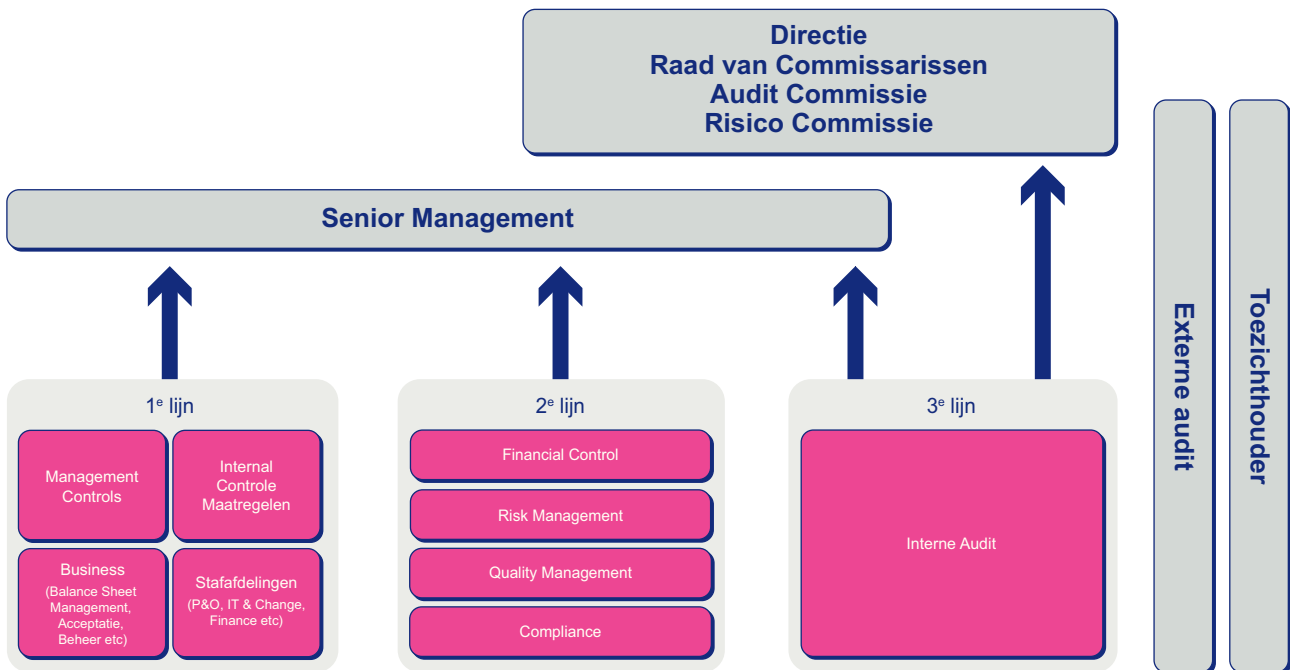 Directie
Raad van Commissarissen
Audit Commissie
Risico Commissie
Senior Management
1e lijn
Management
Controls
Internal
Controle
Maatregelen
Business
(Balance Sheet
Management,
Acceptatie,
Beheer etc)
Stafafdelingen
(P&O, IT & Change,
Finance etc)
2e lijn
Financial Control
Risk Management
Quality Management
Compliance
3e lijn
Interne Audit
Externe audit
Toezichthouder